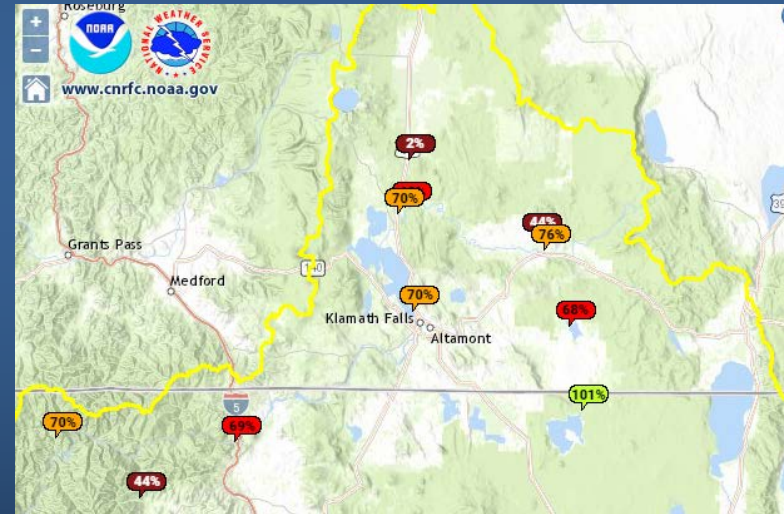 Roseburg
+
−
NOAA
NATIONAL WEATHER SERVICE
www.cnrfc.noaa.gov
2%
70%
44%
76%
39
Grants Pass
140
Medford
70%
Klamath Falls
Altamont
68%
101%
5
70%
69%
44%